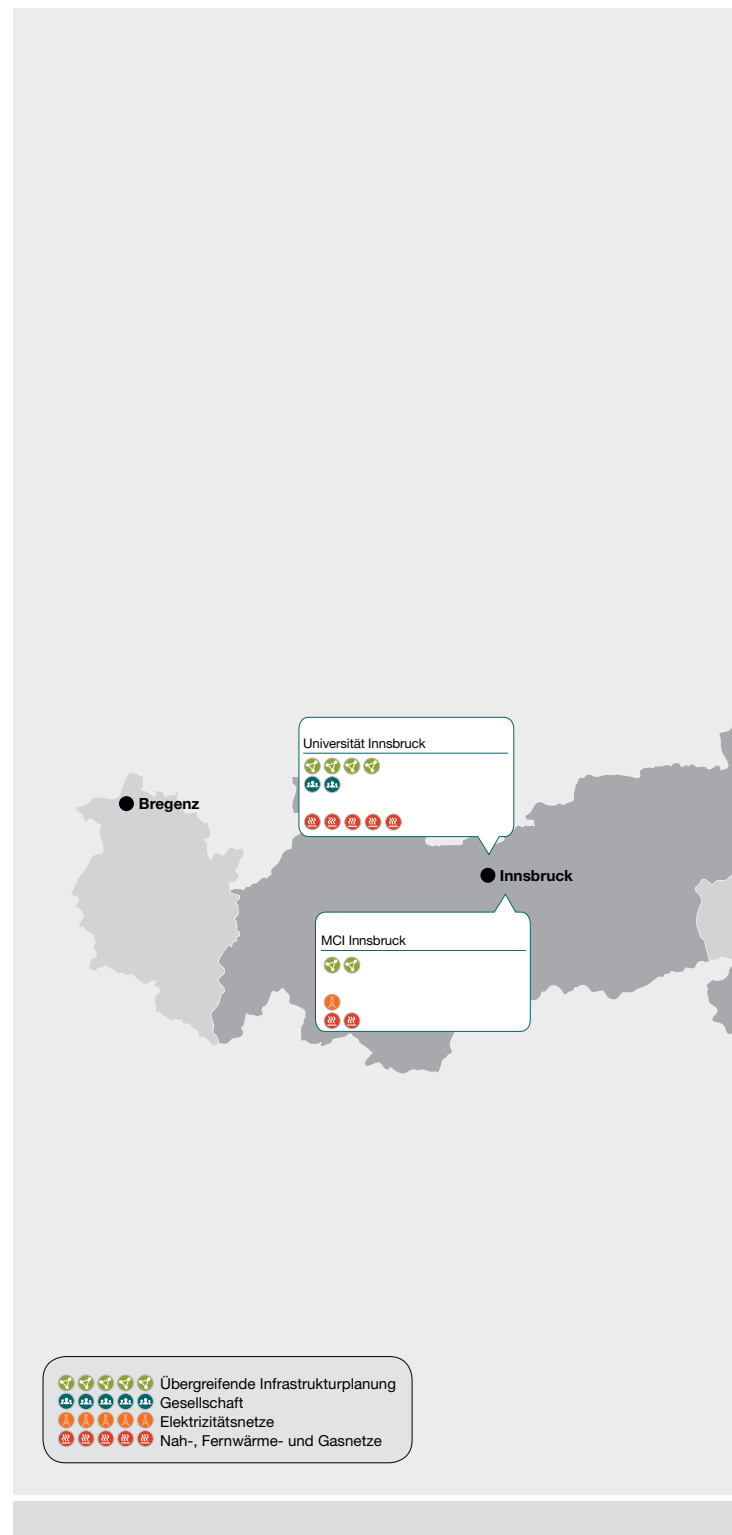 Universität Innsbruck
Bregenz
Innsbruck
MCI Innsbruck
Übergreifende Infrastrukturplanung
Gesellschaft
Elektrizitätsnetze
Nah-, Fernwärme- und Gasnetze